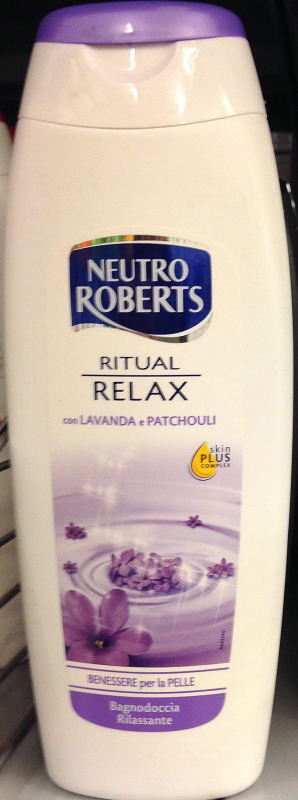 NEUTRO
ROBERTS
RITUAL
RELAX
con LAVANDA e PATCHOULI
skin
PLUS
COMPLEX
BENESSERE per la PELLE
Bagnodoccia
Rilassante